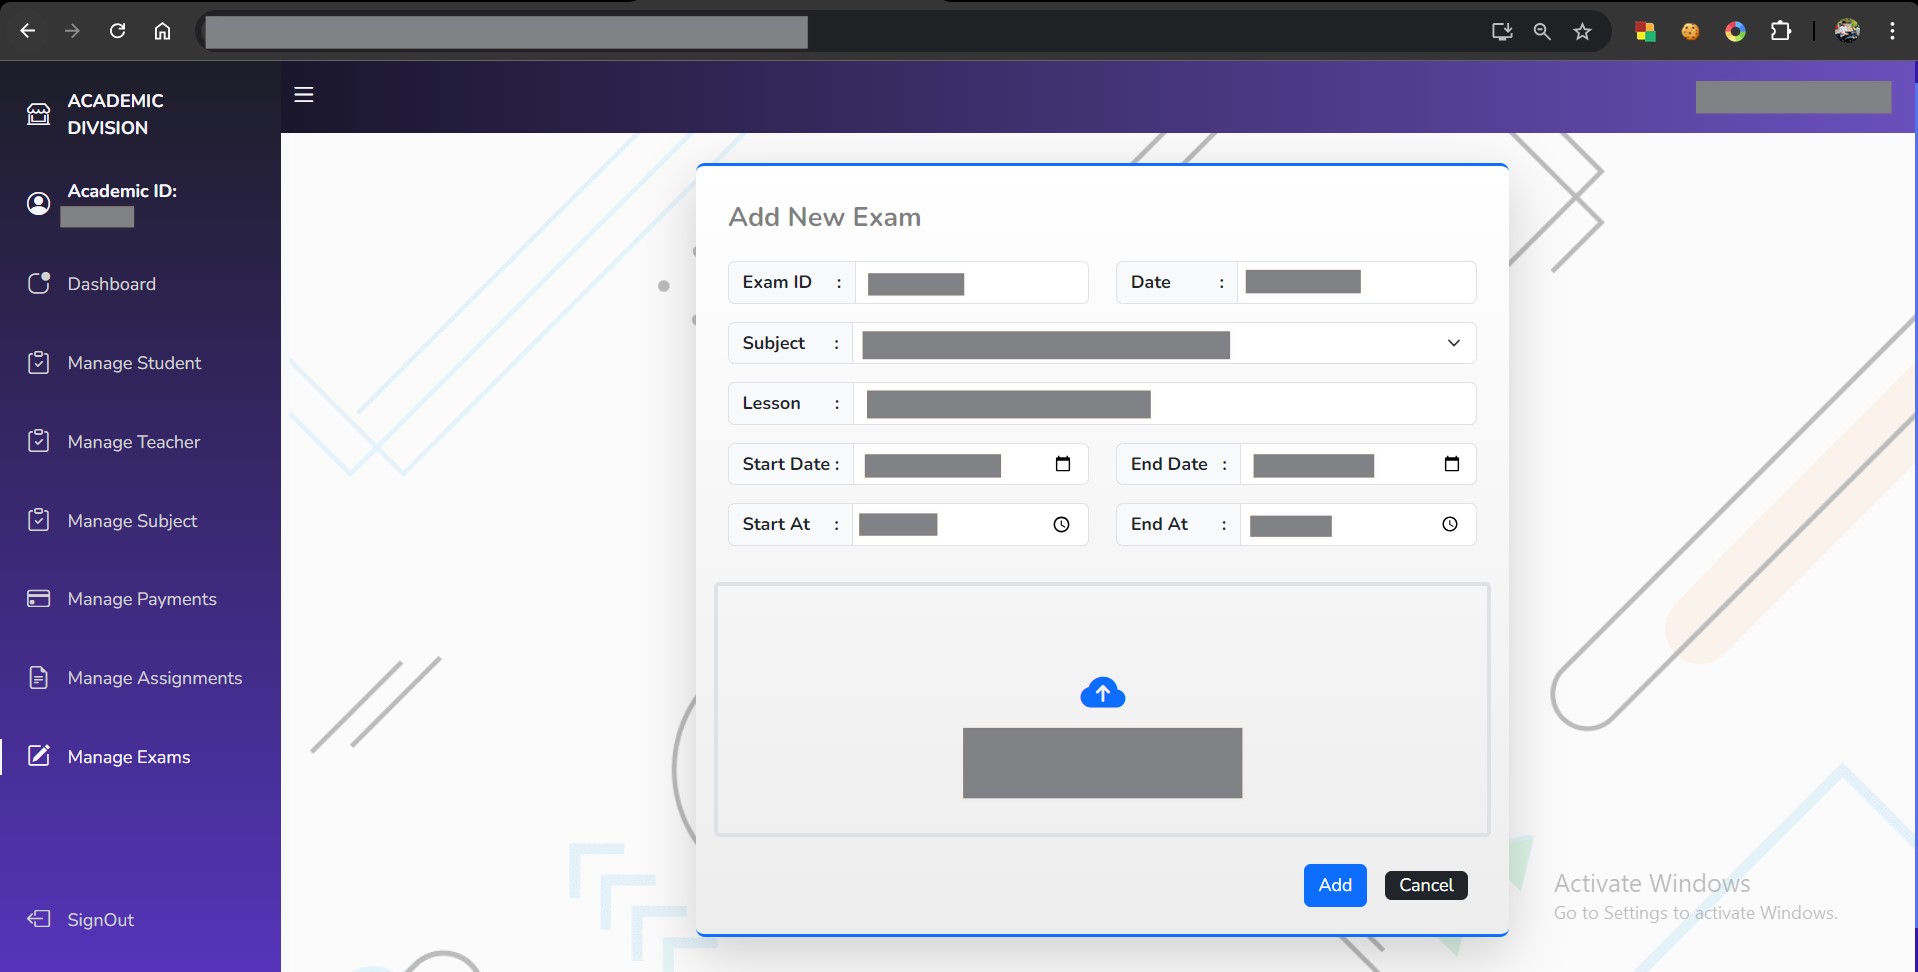 ACADEMIC
DIVISION
Academic ID:
Dashboard
Manage Student
Manage Teacher
Manage Subject
Manage Payments
Manage Assignments
Manage Exams
SignOut
Add New Exam
Exam ID :
Date :
Subject :
Lesson :
Start Date :
End Date :
Start At :
End At :
Add
Cancel
Activate Windows
Go to Settings to activate Windows.